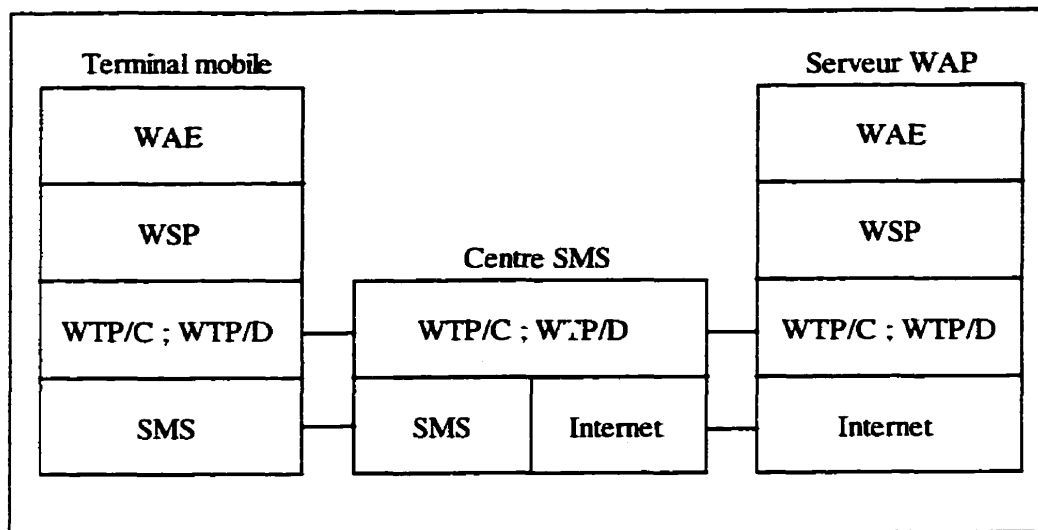 Terminal mobile
WAE
WSP
WTP/C ; WTP/D
SMS
Centre SMS
WTP/C ; WTP/D
SMS
Internet
Serveur WAP
WAE
WSP
WTP/C ; WTP/D
Internet